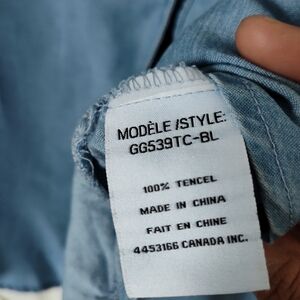 MODÈLE /STYLE:
GG539TC-BL
100% TENCEL
MADE IN CHINA
FAIT EN CHINE
4453166 CANADA INC.